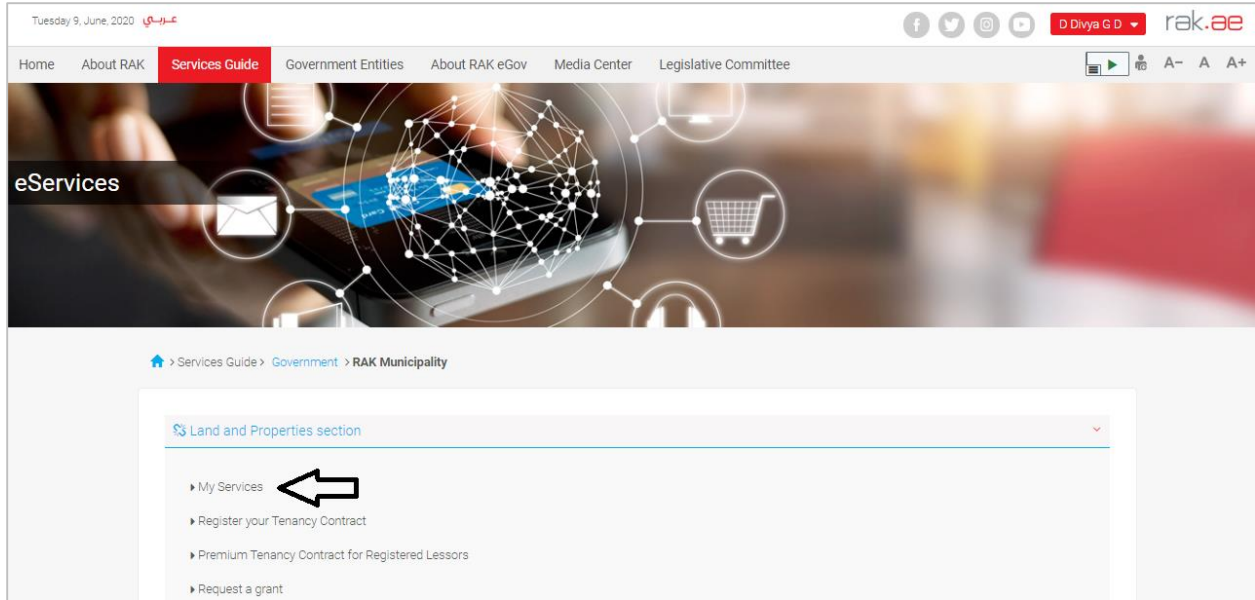 Tuesday 9, June, 2020 عـربـي D Divya G D rak.ae
Home About RAK Services Guide Government Entities About RAK eGov Media Center Legislative Committee A- A A+
eServices
Card
> Services Guide > Government > RAK Municipality
Land and Properties section
My Services
Register your Tenancy Contract
Premium Tenancy Contract for Registered Lessors
Request a grant